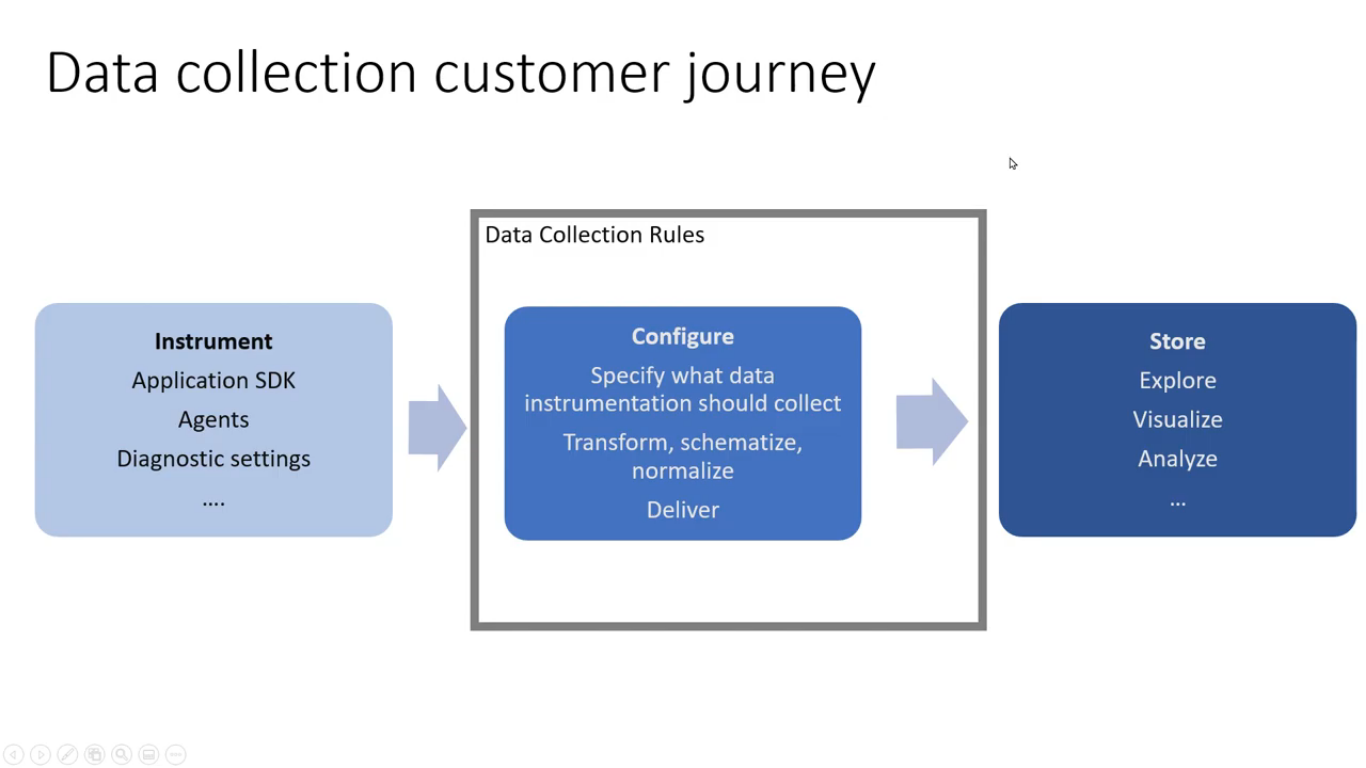 Data collection customer journey
Data Collection Rules
Instrument
Application SDK
Agents
Diagnostic settings
....
Configure
Specify what data
instrumentation should collect
Transform, schematize,
normalize
Deliver
Store
Explore
Visualize
Analyze
...